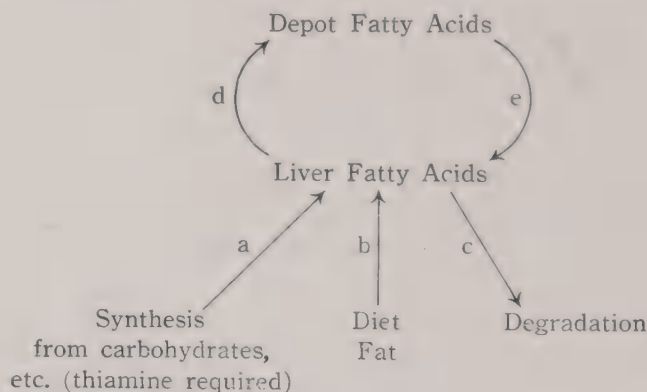 Depot Fatty Acids
d
e
Liver Fatty Acids
a
b
c
Synthesis
from carbohydrates,
etc. (thiamine required)
Diet
Fat
Degradation